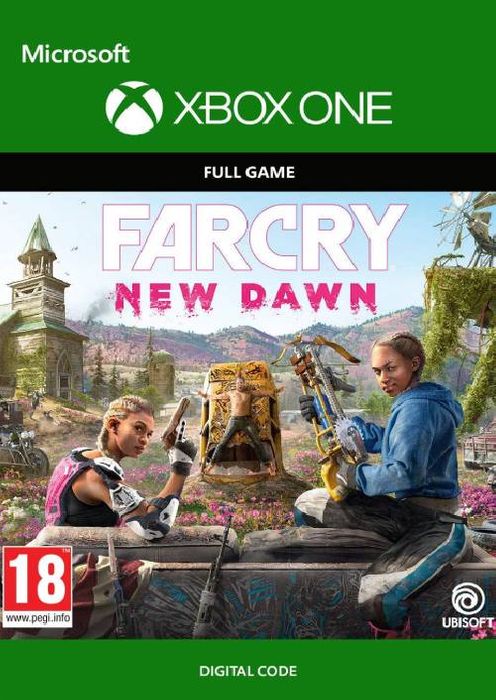 Microsoft
XBOX ONE
FULL GAME
FARCRY
NEW DAWN
18
www.pegi.info
UBISOFT
DIGITAL CODE